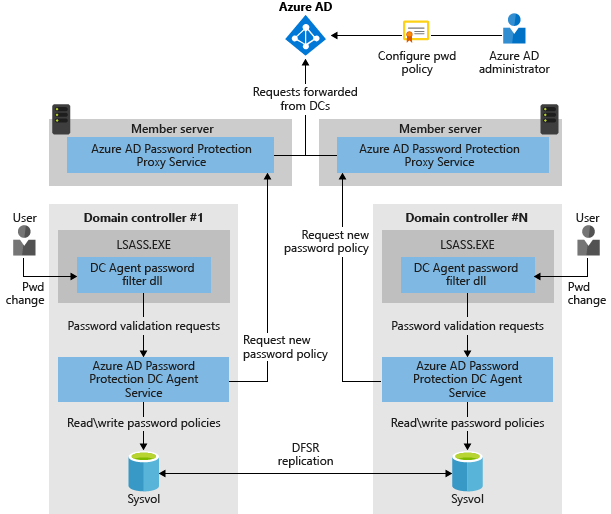 Azure AD
Configure pwd
policy
Azure AD
administrator
Requests forwarded
from DCs
Member server
Azure AD Password Protection
Proxy Service
Member server
Azure AD Password Protection
Proxy Service
User
Pwd
change
Domain controller #1
LSASS.EXE
DC Agent password
filter dll
Password validation requests
Azure AD Password
Protection DC Agent
Service
Read\write password policies
Sysvol
Request new
password policy
Request new
password policy
DFSR
replication
Domain controller #N
LSASS.EXE
DC Agent password
filter dll
Password validation requests
Azure AD Password
Protection DC Agent
Service
Read\write password policies
Sysvol
User
Pwd
change